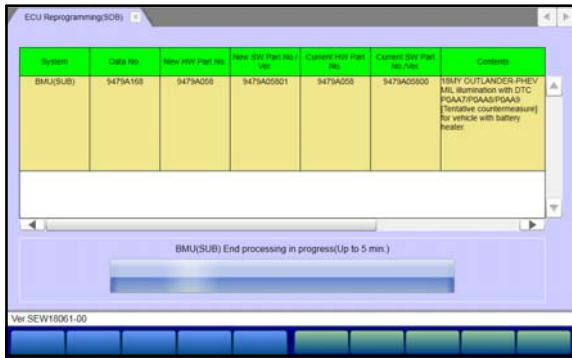 ECU Reprogramming(SDB)
System
Data No.
New HW Part No.
New SW Part No./
Ver.
Current HW Part
No.
Current SW Part
No./Ver.
Contents
BMU(SUB)
9479A168
9479A058
9479A05801
9479A058
9479A05800
18MY OUTLANDER-PHEV
MIL illumination with DTC
P0AA7/P0AA8/P0AA9
[Tentative countermeasure]
for vehicle with battery
heater.
BMU(SUB) End processing in progress(Up to 5 min.)
Ver.SEW18061-00